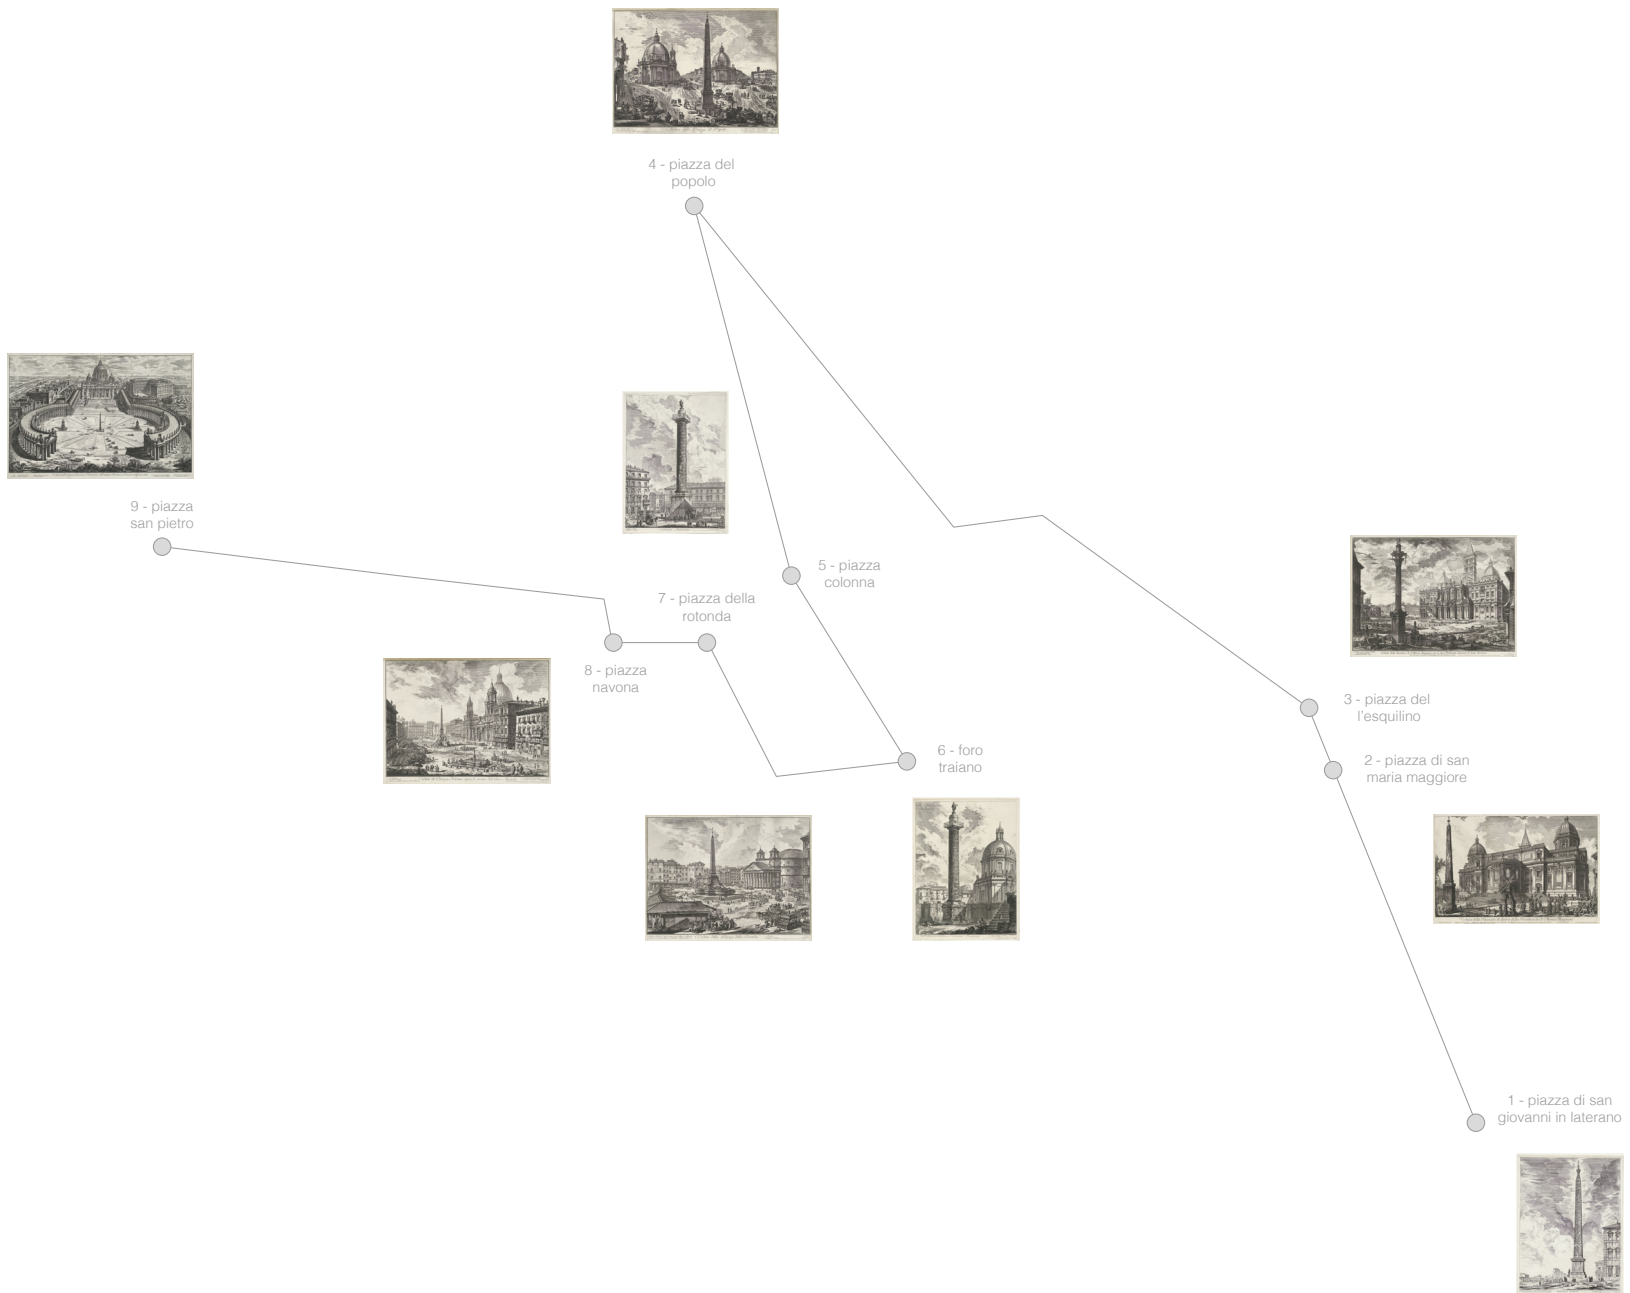 4 - piazza del
popolo
9 - piazza
san pietro
5 - piazza
colonna
7 - piazza della
rotonda
8 - piazza
navona
3 - piazza del
l'esquilino
6 - foro
traiano
2 - piazza di san
maria maggiore
1 - piazza di san
giovanni in laterano